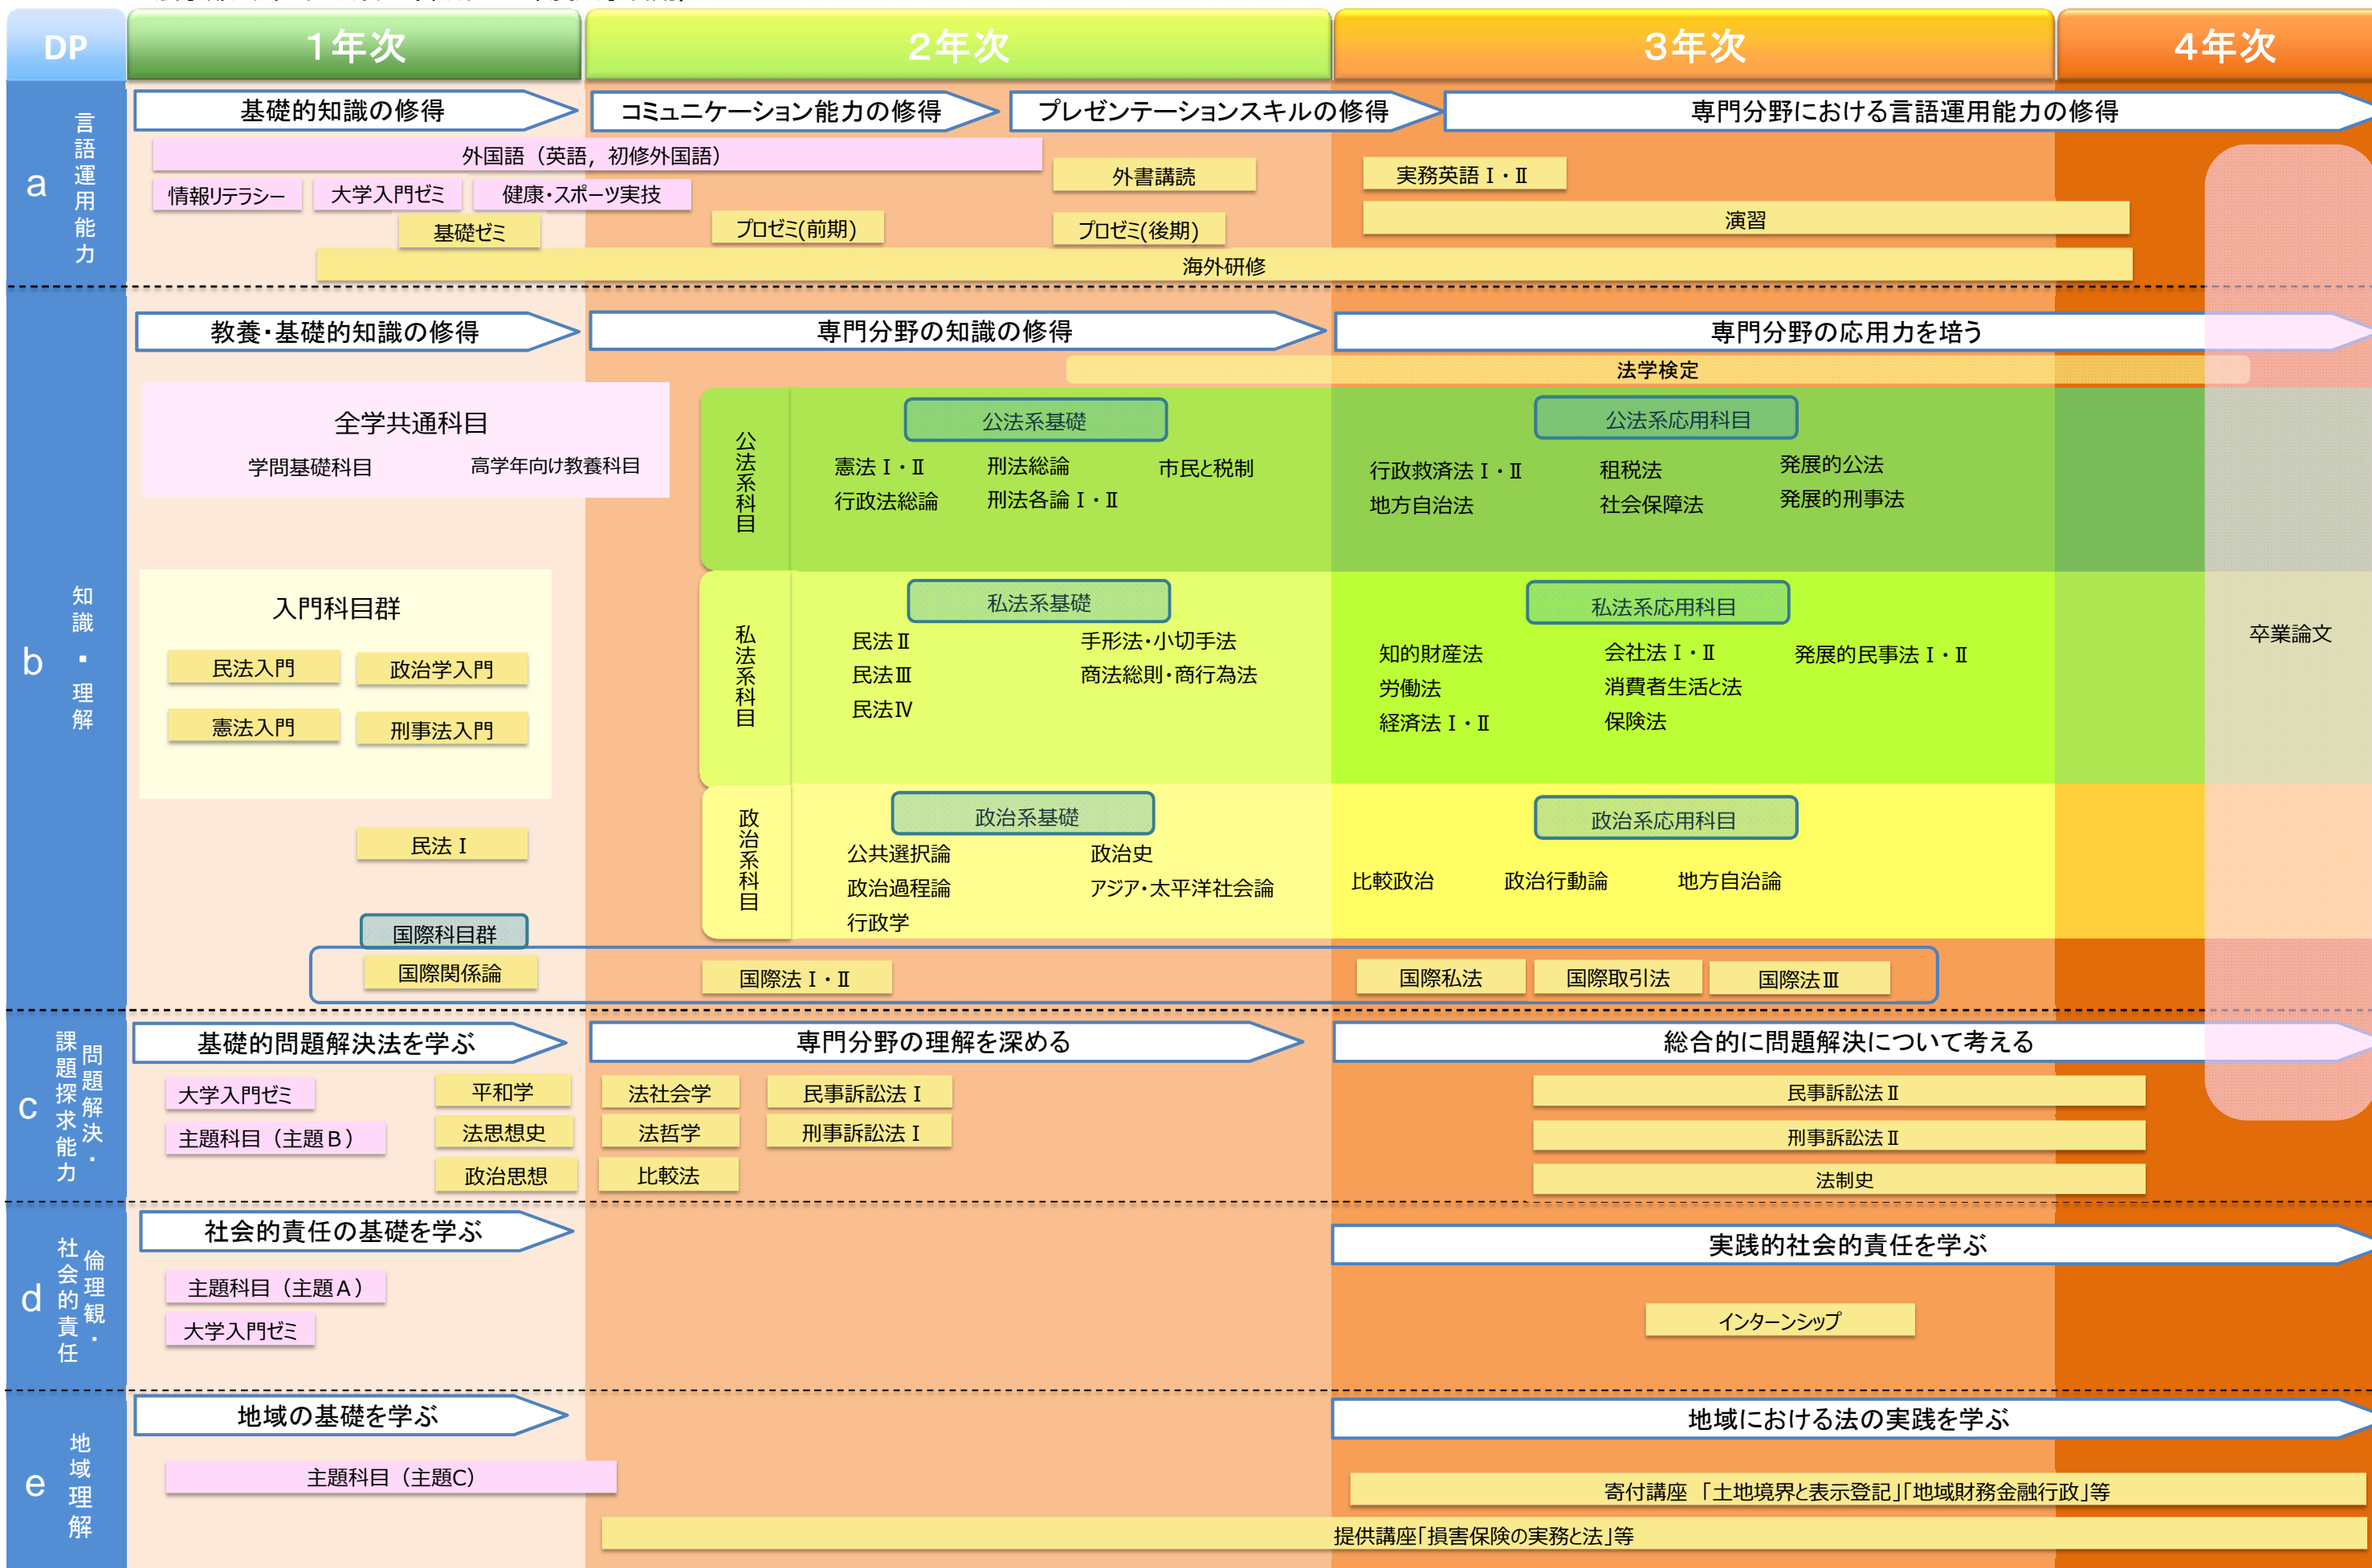 DP
1年次
2年次
3年次
4年次
a
言語運用能力
基礎的知識の修得
コミュニケーション能力の修得
プレゼンテーションスキルの修得
専門分野における言語運用能力の修得
外国語（英語，初修外国語）
外書講読
実務英語Ⅰ・Ⅱ
情報リテラシー
大学入門ゼミ
健康・スポーツ実技
基礎ゼミ
プロゼミ(前期)
プロゼミ(後期)
演習
海外研修
b
知識・理解
教養・基礎的知識の修得
専門分野の知識の修得
専門分野の応用力を培う
法学検定
全学共通科目
学問基礎科目
高学年向け教養科目
公法系科目
公法系基礎
憲法Ⅰ・Ⅱ
刑法総論
市民と税制
行政法総論
刑法各論Ⅰ・Ⅱ
公法系応用科目
行政救済法Ⅰ・Ⅱ
租税法
発展的公法
地方自治法
社会保障法
発展的刑事法
入門科目群
民法入門
政治学入門
憲法入門
刑事法入門
私法系科目
私法系基礎
民法Ⅱ
手形法・小切手法
民法Ⅲ
商法総則・商行為法
民法Ⅳ
私法系応用科目
知的財産法
会社法Ⅰ・Ⅱ
発展的民事法Ⅰ・Ⅱ
労働法
消費者生活と法
経済法Ⅰ・Ⅱ
保険法
卒業論文
民法Ⅰ
政治系科目
政治系基礎
公共選択論
政治史
政治過程論
アジア・太平洋社会論
行政学
政治系応用科目
比較政治
政治行動論
地方自治論
国際科目群
国際関係論
国際法Ⅰ・Ⅱ
国際私法
国際取引法
国際法Ⅲ
c
問題解決・
課題探求能力
基礎的問題解決法を学ぶ
専門分野の理解を深める
総合的に問題解決について考える
大学入門ゼミ
平和学
法社会学
民事訴訟法Ⅰ
民事訴訟法Ⅱ
主題科目（主題Ｂ）
法思想史
法哲学
刑事訴訟法Ⅰ
刑事訴訟法Ⅱ
政治思想
比較法
法制史
d
倫理観・
社会的責任
社会的責任の基礎を学ぶ
実践的社会的責任を学ぶ
主題科目（主題Ａ）
大学入門ゼミ
インターンシップ
e
地域理解
地域の基礎を学ぶ
地域における法の実践を学ぶ
主題科目（主題C）
寄付講座 「土地境界と表示登記」「地域財務金融行政」等
提供講座「損害保険の実務と法」等